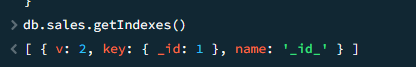 }
> db.sales.getIndexes()
< [ { v: 2, key: { _id: 1 }, name: '_id_' } ]